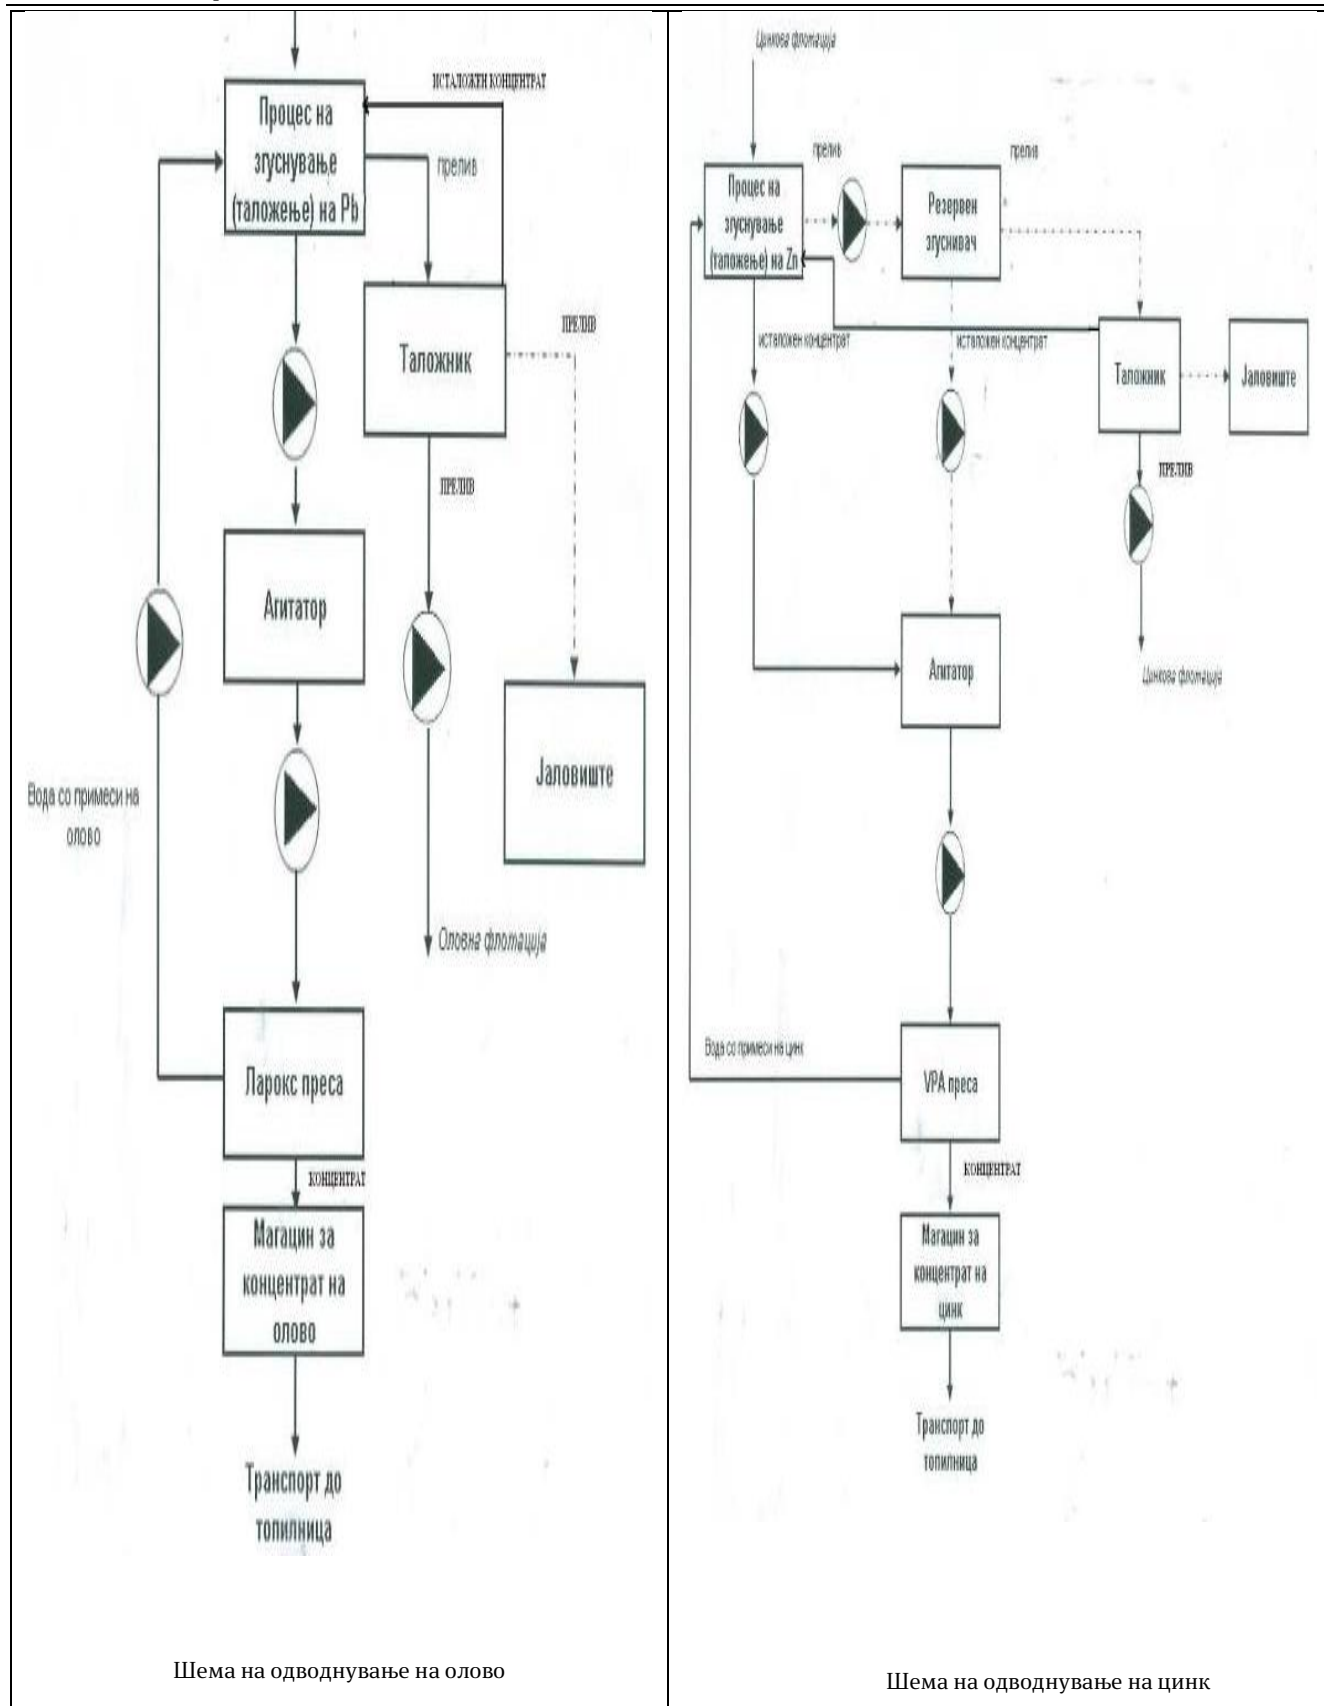 ИСТАЛОЖЕН КОНЦЕНТРАТ
Процес на
згуснување
(таложење) на Pb
прелив
Таложник
ПРЕЛИВ
ПРЕЛИВ
Агитатор
Јаловиште
Вода со примеси на
олово
Оловна флотација
Ларокс преса
КОНЦЕНТРАТ
Магацин за
концентрат на
олово
Транспорт до
топилница
Шема на одводнување на олово
Цинкова флотација
прелив
прелив
Процес на
згуснување
(таложење) на Zn
Резервен
згуснивач
исталожен концентрат
исталожен концентрат
Таложник
Јаловиште
ПРЕЛИВ
Агитатор
Цинкова флотација
Вода со примеси на цинк
VPA преса
КОНЦЕНТРАТ
Магацин за
концентрат на
цинк
Транспорт до
топилница
Шема на одводнување на цинк